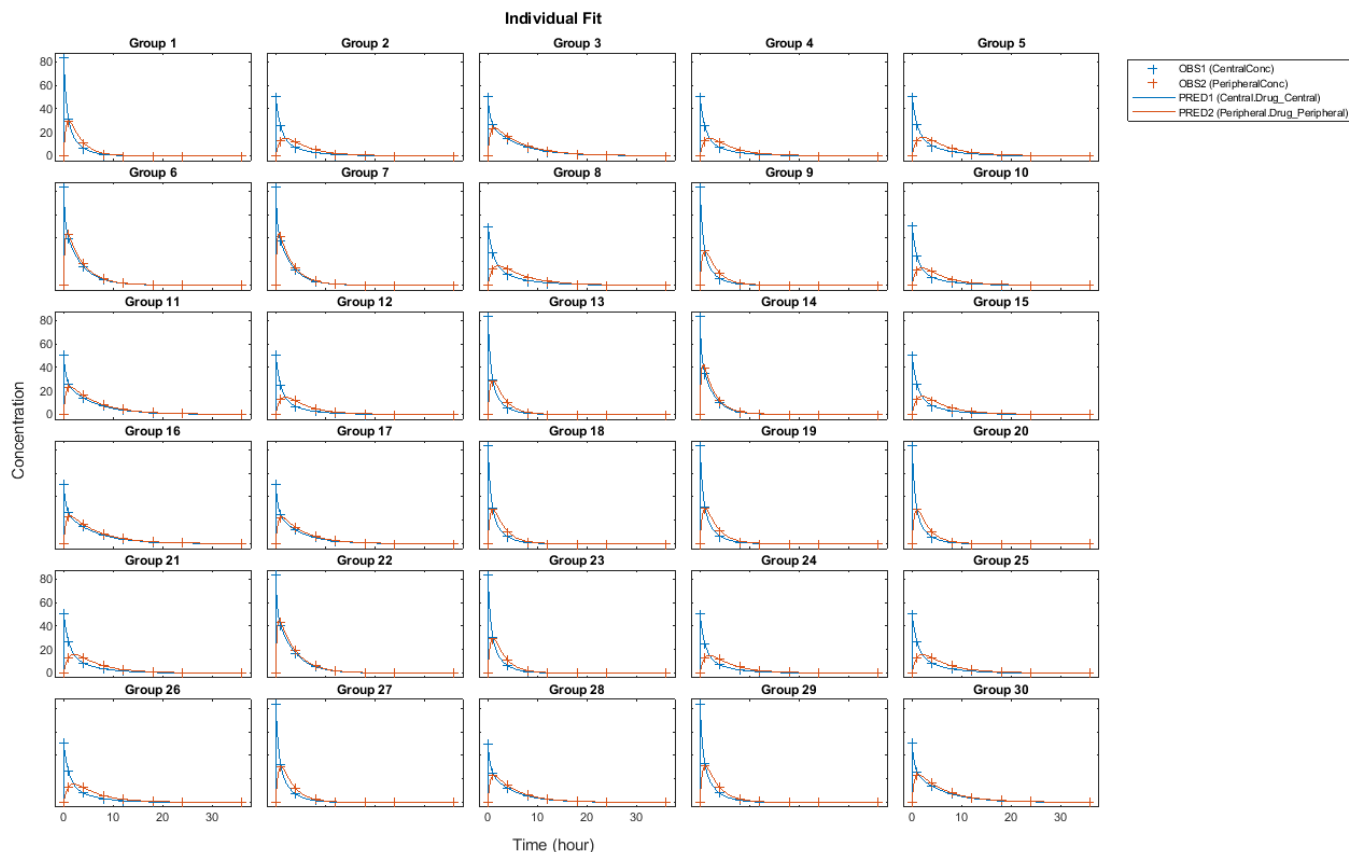 Individual Fit
Group 1 Group 2 Group 3 Group 4 Group 5
80
60
40
20
0
OBS1 (CentralConc)
OBS2 (PeripheralConc)
PRED1 (Central.Drug_Central)
PRED2 (Peripheral.Drug_Peripheral)
Group 6 Group 7 Group 8 Group 9 Group 10
Group 11 Group 12 Group 13 Group 14 Group 15
80
60
40
20
0
Concentration
Group 16 Group 17 Group 18 Group 19 Group 20
Group 21 Group 22 Group 23 Group 24 Group 25
80
60
40
20
0
Group 26 Group 27 Group 28 Group 29 Group 30
0 10 20 30 0 10 20 30 0 10 20 30
Time (hour)